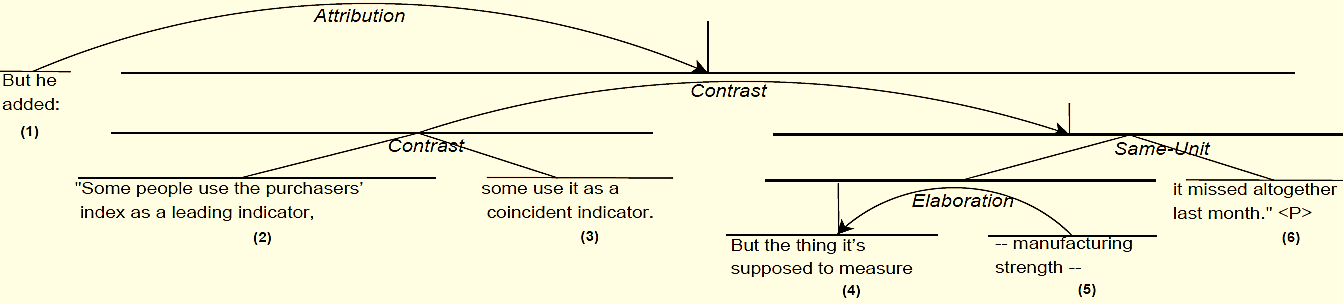 Attribution
But he
added:
(1)
Contrast
Contrast
"Some people use the purchasers'
index as a leading indicator,
(2)
some use it as a
coincident indicator.
(3)
Same-Unit
Elaboration
But the thing it's
supposed to measure
(4)
-- manufacturing
strength --
(5)
it missed altogether
last month." <P>
(6)